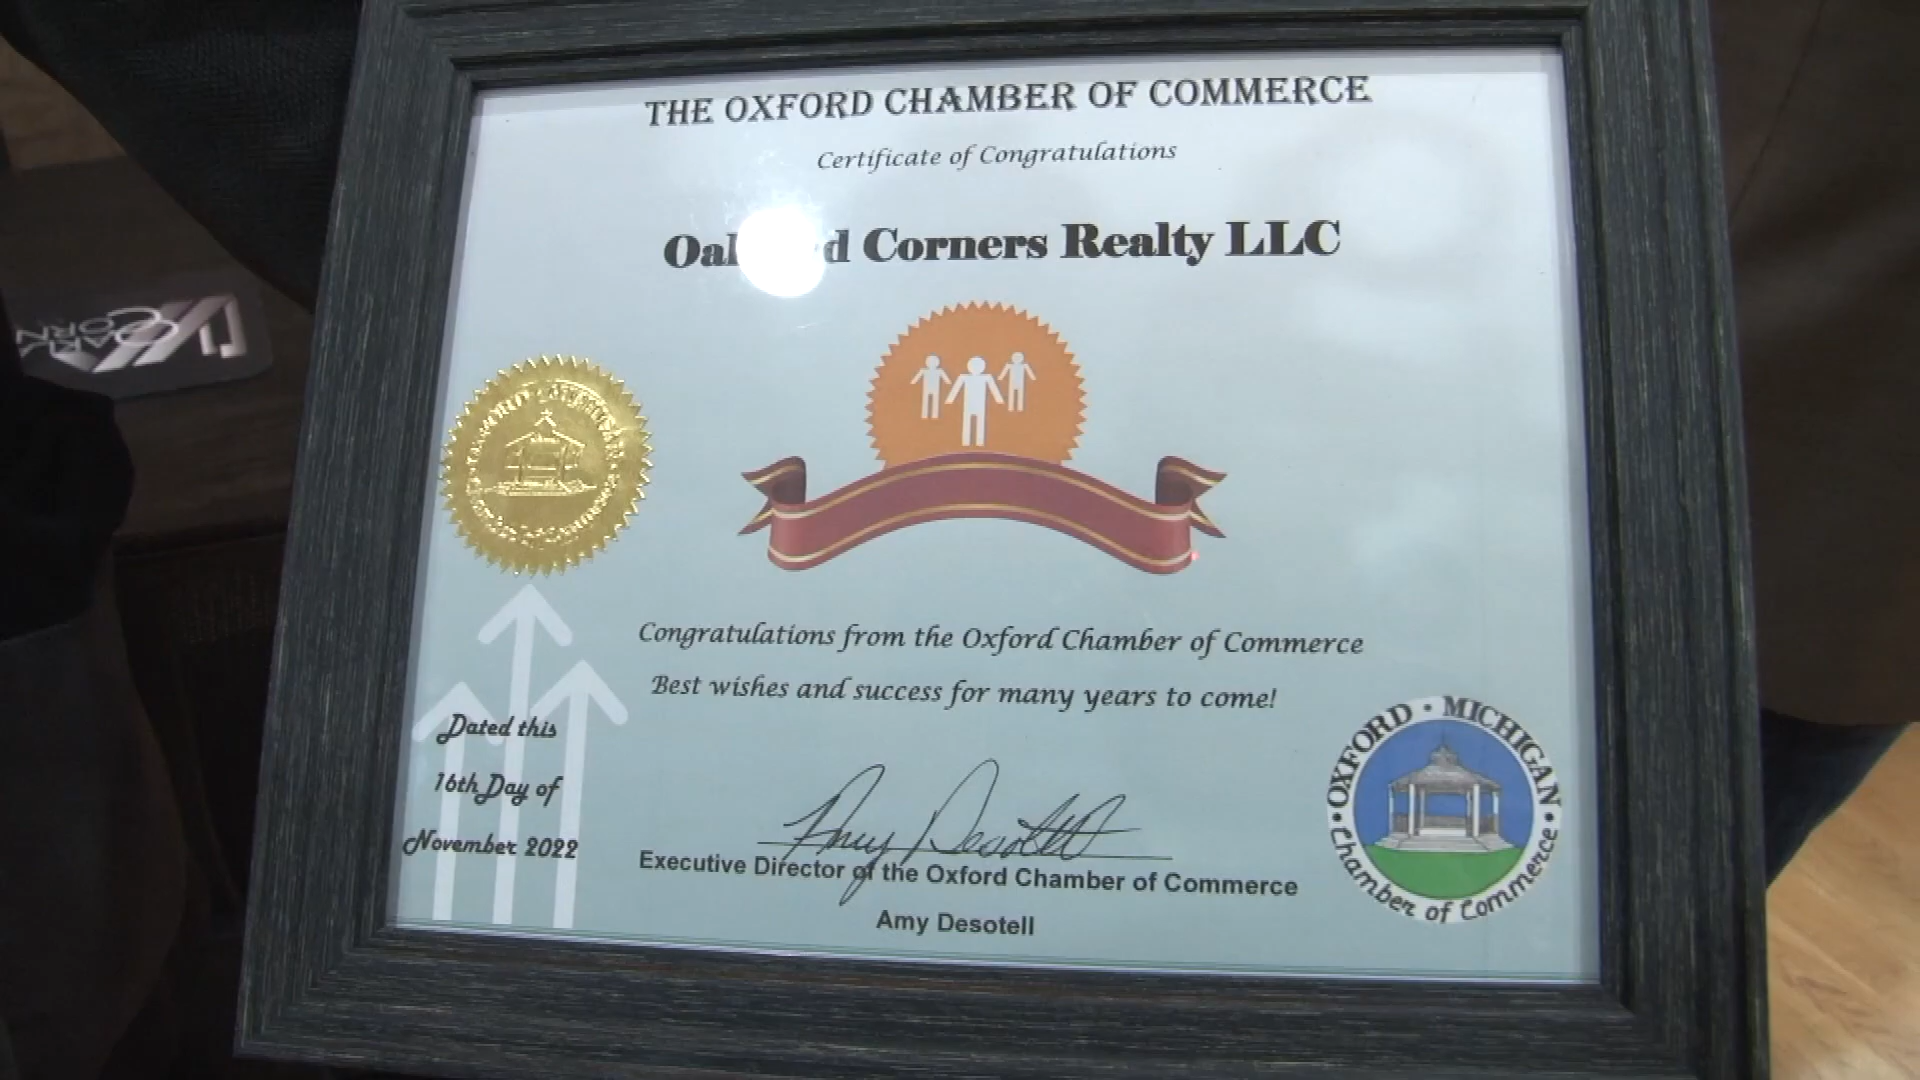 THE OXFORD CHAMBER OF COMMERCE
Certificate of Congratulations
Corners Realty LLC
Congratulations from the Oxford Chamber of Commerce
Best wishes and success for many years to come!
Dated this
16th Day of
November 2022
Amy Desotell
Executive Director of the Oxford Chamber of Commerce
Amy Desotell
OXFORD • MICHIGAN
• Chamber of Commerce •